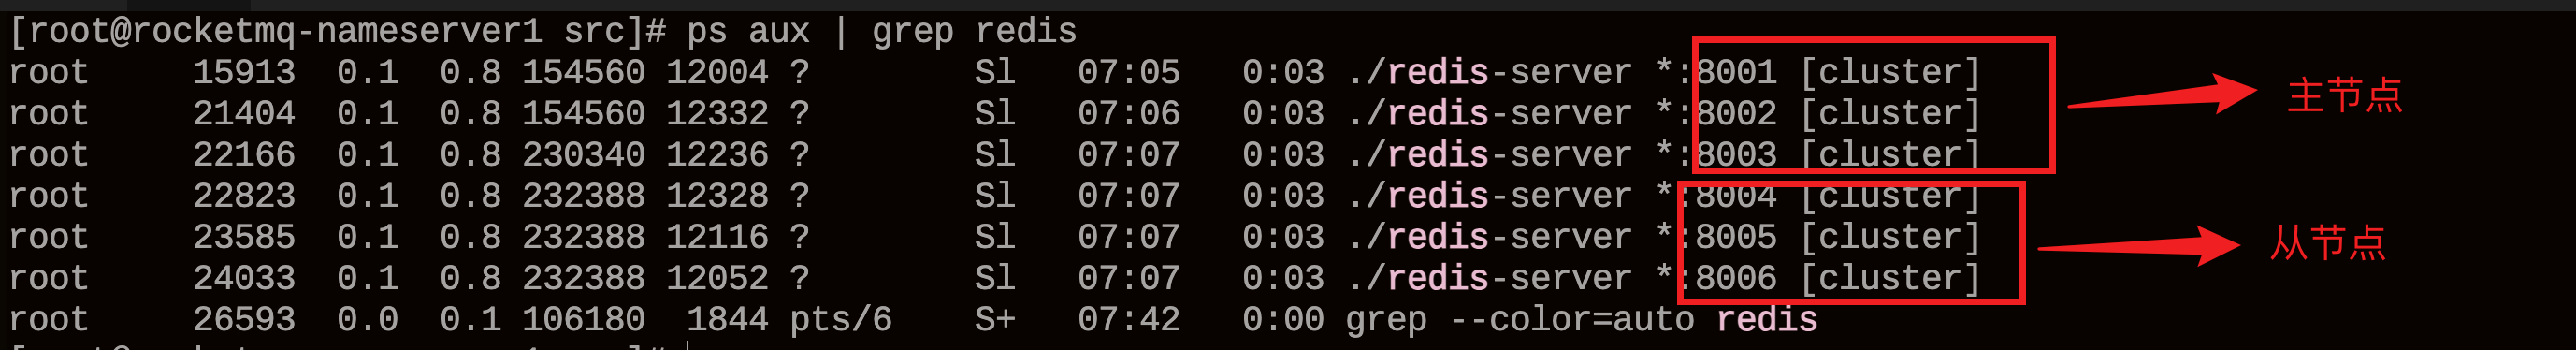 [root@rocketmq-nameserver1 src]# ps aux | grep redis
root 15913 0.1 0.8 154560 12004 ? Sl 07:05 0:03 ./redis-server *:8001 [cluster]
root 21404 0.1 0.8 154560 12332 ? Sl 07:06 0:03 ./redis-server *:8002 [cluster]
主节点
root 22166 0.1 0.8 230340 12236 ? Sl 07:07 0:03 ./redis-server *:8003 [cluster]
root 22823 0.1 0.8 232388 12328 ? Sl 07:07 0:03 ./redis-server *:8004 [cluster]
root 23585 0.1 0.8 232388 12116 ? Sl 07:07 0:03 ./redis-server *:8005 [cluster]
从节点
root 24033 0.1 0.8 232388 12052 ? Sl 07:07 0:03 ./redis-server *:8006 [cluster]
root 26593 0.0 0.1 106180 1844 pts/6 S+ 07:42 0:00 grep --color=auto redis